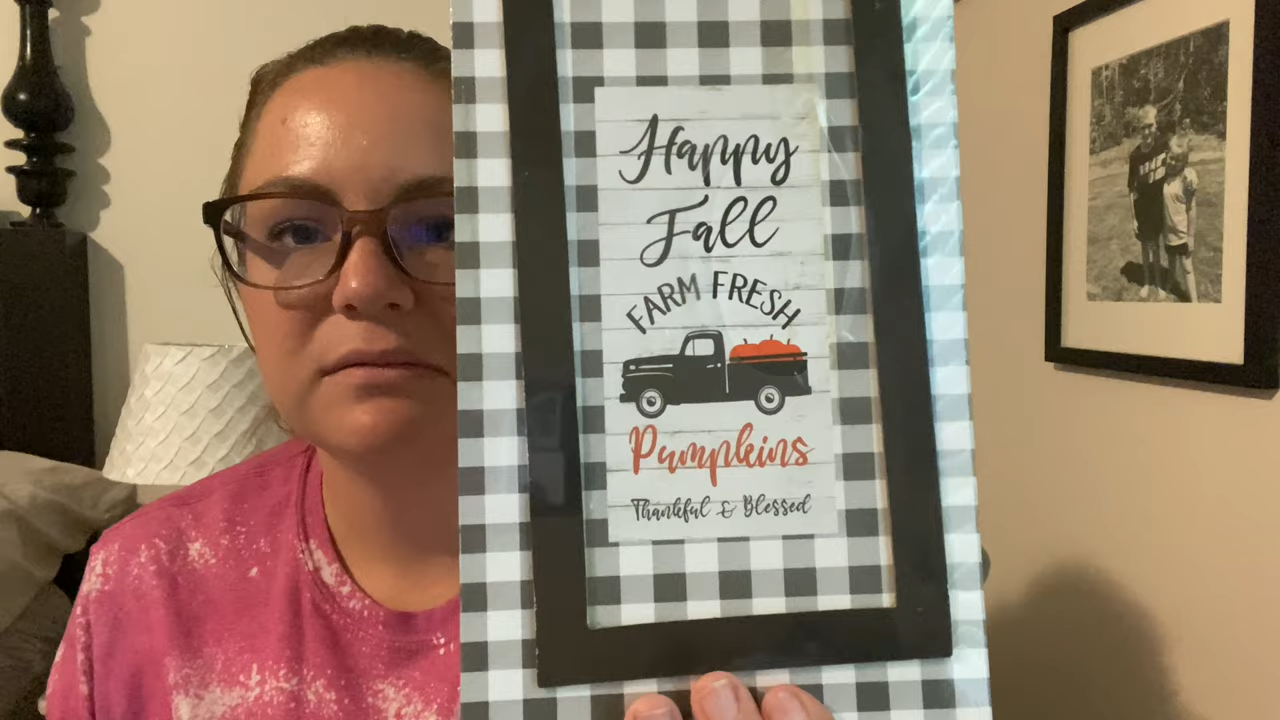 Happy
Fall
FARM FRESH
Pumpkins
Thankful & Blessed